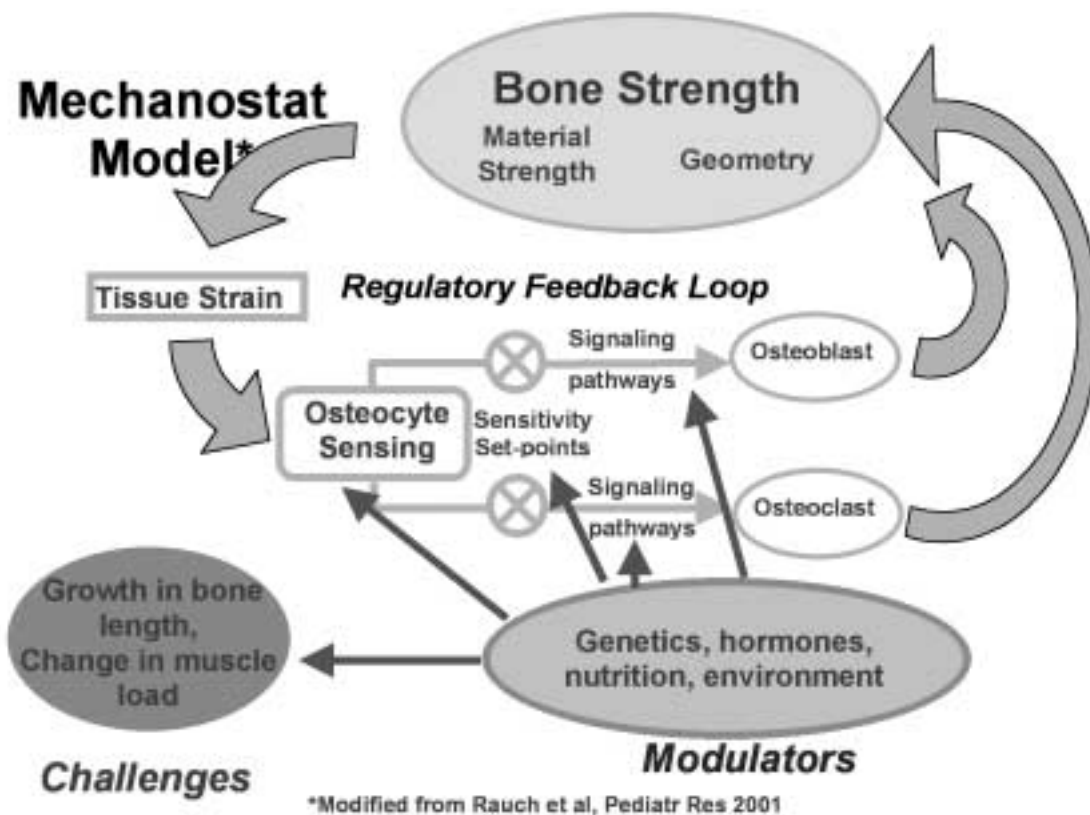 Mechanostat
Model*
Bone Strength
Material
Strength
Geometry
Tissue Strain
Regulatory Feedback Loop
Signaling
pathways
Osteoblast
Osteocyte
Sensing
Sensitivity
Set-points
Signaling
pathways
Osteoclast
Growth in bone
length,
Change in muscle
load
Genetics, hormones,
nutrition, environment
Challenges
Modulators
*Modified from Rauch et al, Pediatr Res 2001